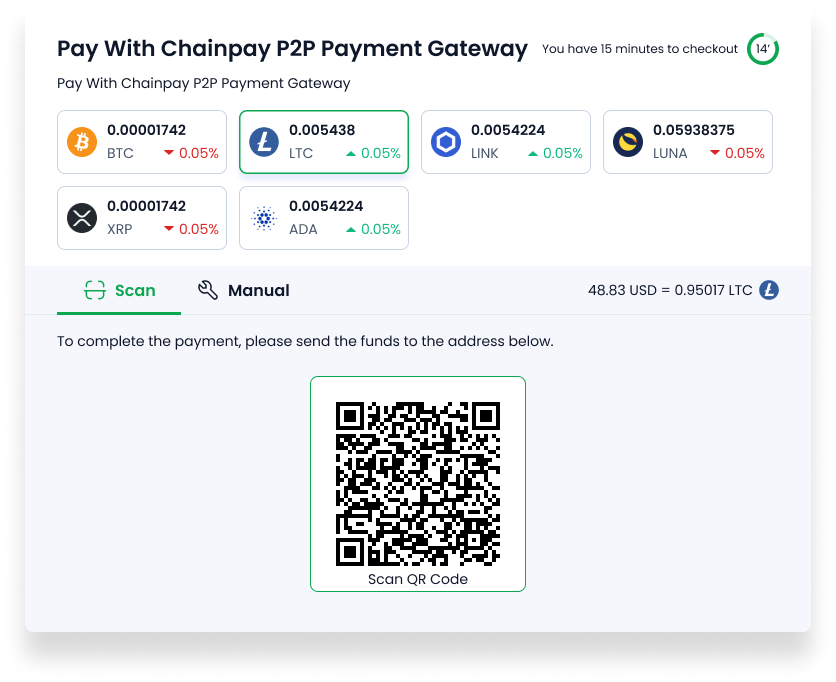 Pay With Chainpay P2P Payment Gateway
You have 15 minutes to checkout
14'
Pay With Chainpay P2P Payment Gateway
0.00001742
BTC
0.05%
0.005438
LTC
0.05%
0.0054224
LINK
0.05%
0.05938375
LUNA
0.05%
0.00001742
XRP
0.05%
0.0054224
ADA
0.05%
Scan
Manual
48.83 USD = 0.95017 LTC
To complete the payment, please send the funds to the address below.
Scan QR Code